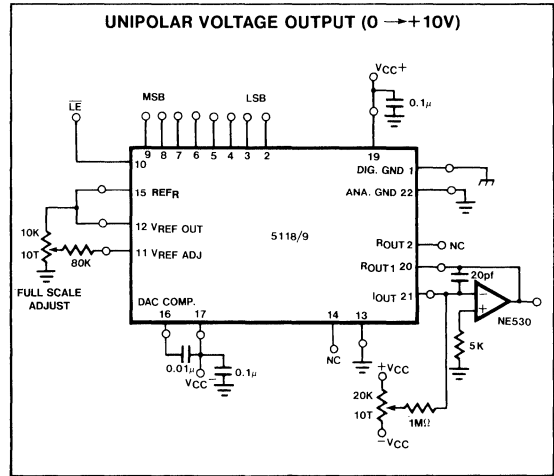 UNIPOLAR VOLTAGE OUTPUT (0 → +10V)
VCC+
0.1µ
LE
MSB LSB
9 8 7 6 5 4 3 2
19
10
DIG. GND 1
ANA. GND 22
15 REFR
12 VREF OUT
11 VREF ADJ
10K
10T
80K
FULL SCALE
ADJUST
5118/9
ROUT 2
NC
ROUT1 20
20pf
IOUT 21
−
+
NE530
5K
DAC COMP.
16 17
14 13
NC
0.01µ
VCC−
0.1µ
+VCC
20K
10T
1MΩ
−VCC